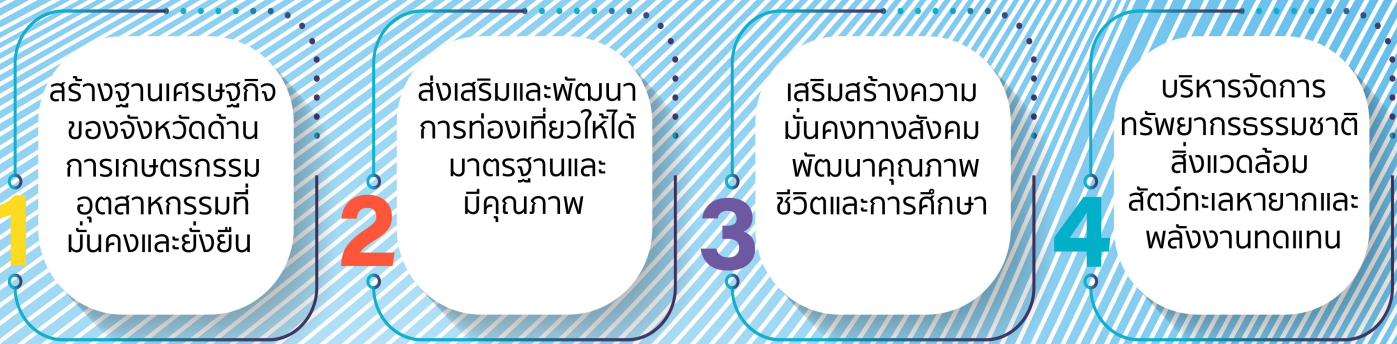 1
สร้างฐานเศรษฐกิจ
ของจังหวัดด้าน
การเกษตรกรรม
อุตสาหกรรมที่
มั่นคงและยั่งยืน
2
ส่งเสริมและพัฒนา
การท่องเที่ยวให้ได้
มาตรฐานและ
มีคุณภาพ
3
เสริมสร้างความ
มั่นคงทางสังคม
พัฒนาคุณภาพ
ชีวิตและการศึกษา
4
บริหารจัดการ
ทรัพยากรธรรมชาติ
สิ่งแวดล้อม
สัตว์ทะเลหายากและ
พลังงานทดแทน